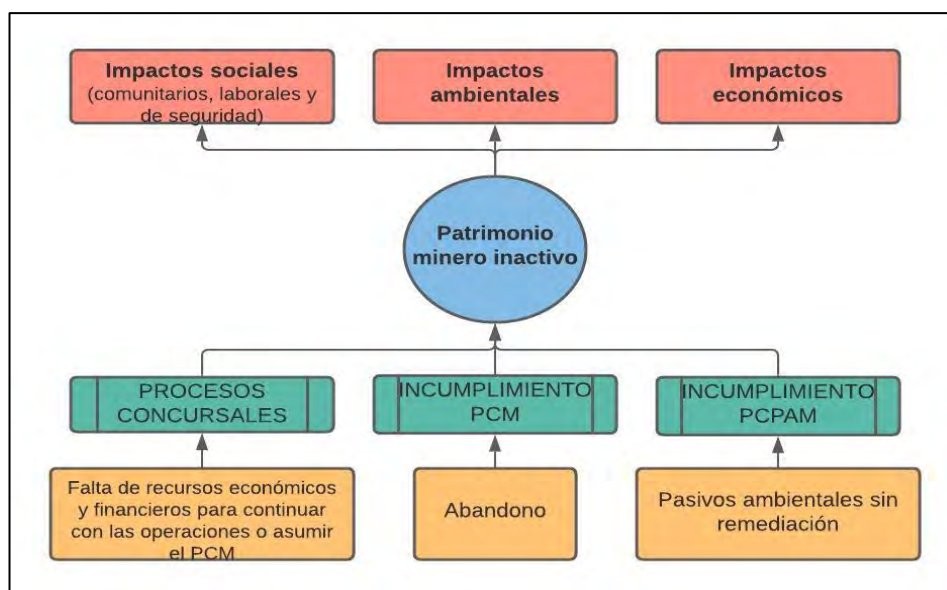 Impactos sociales
(comunitarios, laborales y
de seguridad)
Impactos
ambientales
Impactos
económicos
Patrimonio
minero inactivo
PROCESOS
CONCURSALES
INCUMPLIMIENTO
PCM
INCUMPLIMIENTO
PCPAM
Falta de recursos económicos
y financieros para continuar
con las operaciones o asumir
el PCM
Abandono
Pasivos ambientales sin
remediación